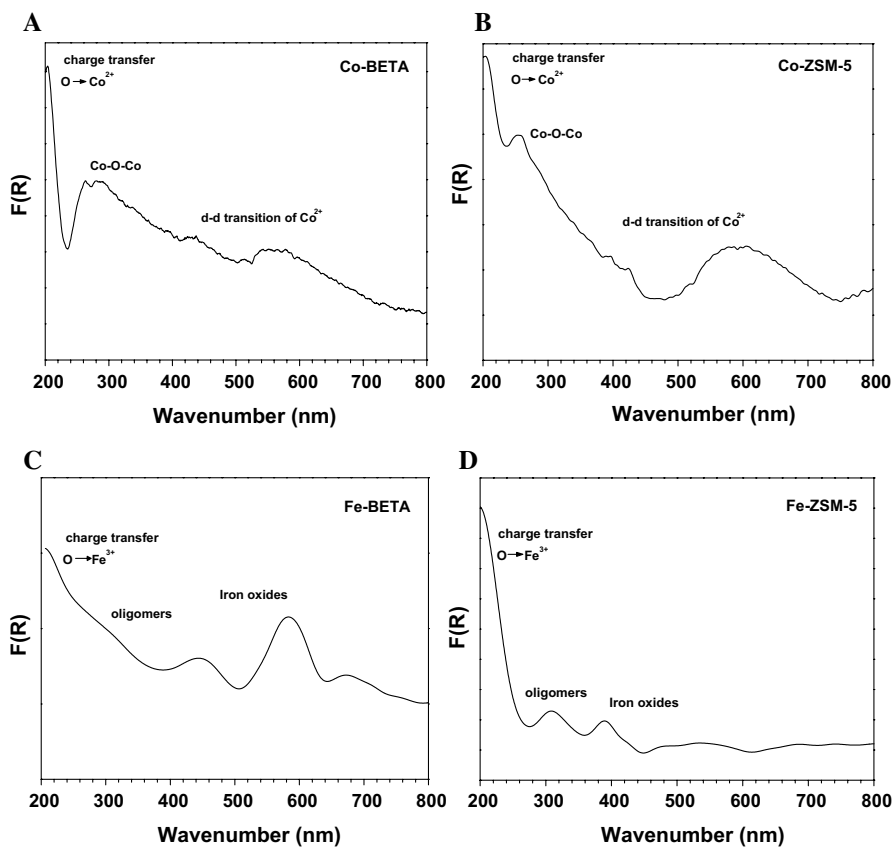 A
charge transfer
O→Co²⁺
Co-BETA
Co-O-Co
d-d transition of Co²⁺
F(R)
200 300 400 500 600 700 800
Wavenumber (nm)
B
charge transfer
O→Co²⁺
Co-ZSM-5
Co-O-Co
d-d transition of Co²⁺
F(R)
200 300 400 500 600 700 800
Wavenumber (nm)
C
Fe-BETA
charge transfer
O→Fe³⁺
Iron oxides
oligomers
F(R)
200 300 400 500 600 700 800
Wavenumber (nm)
D
Fe-ZSM-5
charge transfer
O→Fe³⁺
oligomers
Iron oxides
F(R)
200 300 400 500 600 700 800
Wavenumber (nm)